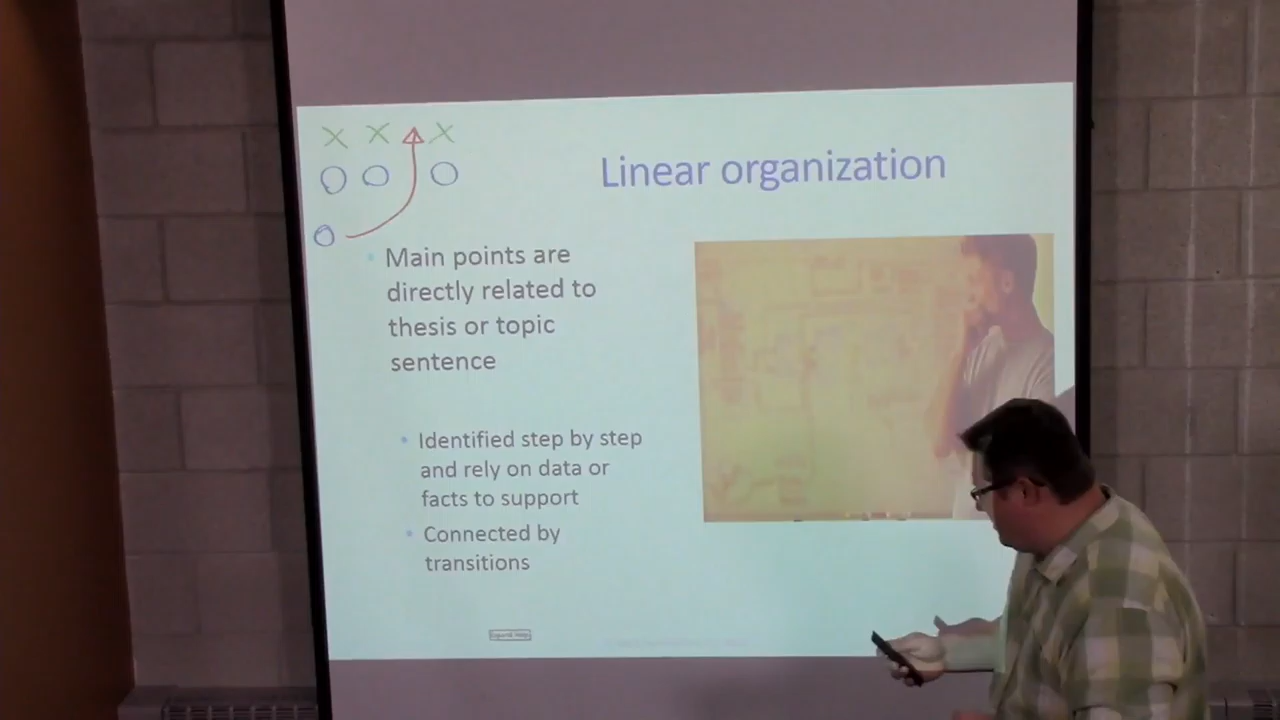 X X X
O O O
O
Linear organization
Main points are
directly related to
thesis or topic
sentence
Identified step by step
and rely on data or
facts to support
Connected by
transitions